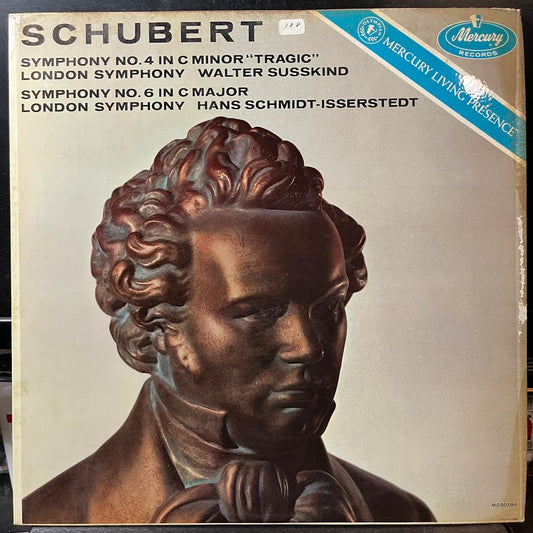 SCHUBERT
SYMPHONY NO. 4 IN C MINOR "TRAGIC"
LONDON SYMPHONY WALTER SUSSKIND
SYMPHONY NO. 6 IN C MAJOR
LONDON SYMPHONY HANS SCHMIDT-ISSERSTEDT
Mercury
RECORDS
MERCURY LIVING PRESENCE